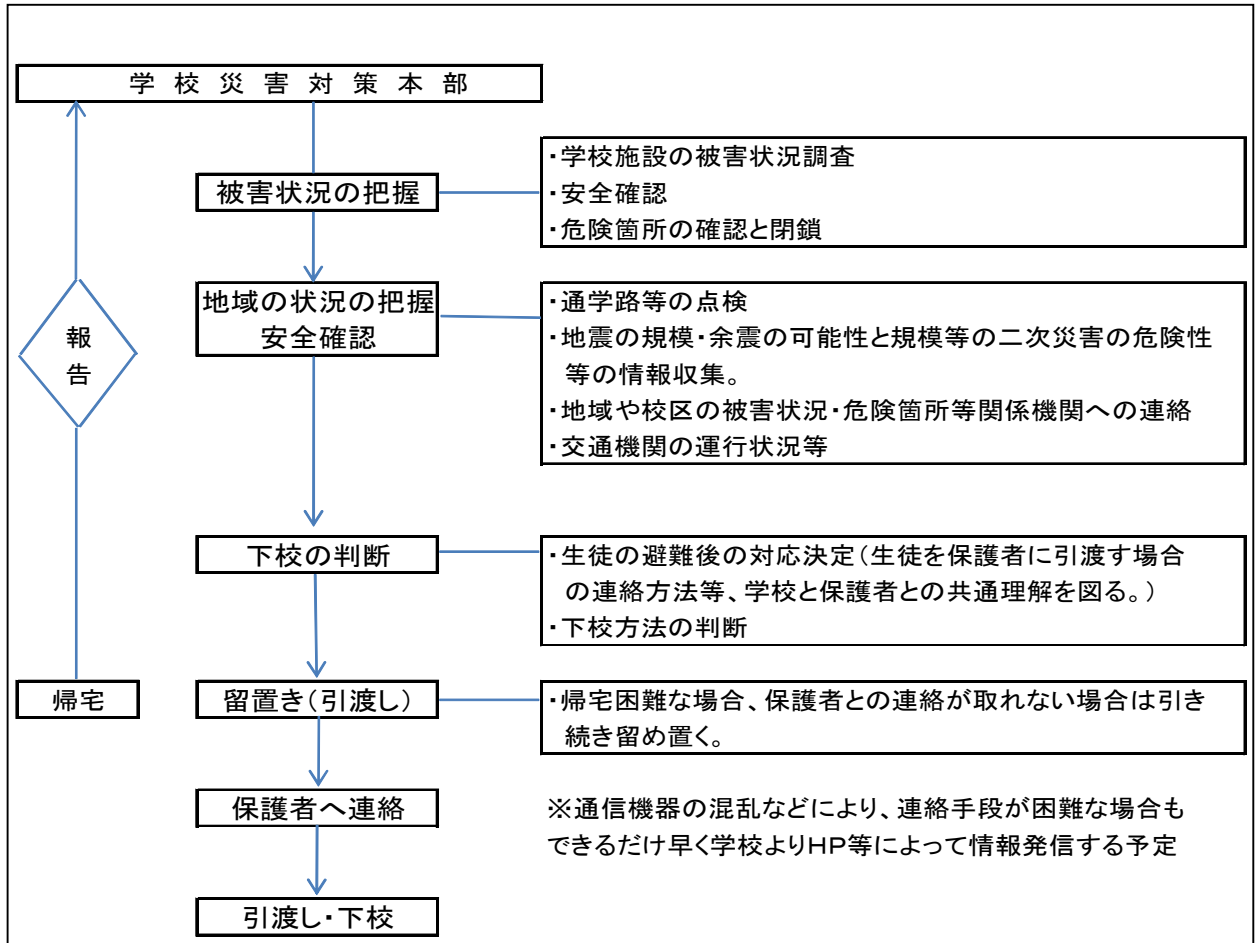 学校災害対策本部
被害状況の把握
・学校施設の被害状況調査
・安全確認
・危険箇所の確認と閉鎖
地域の状況の把握
安全確認
・通学路等の点検
・地震の規模・余震の可能性と規模等の二次災害の危険性
等の情報収集。
・地域や校区の被害状況・危険箇所等関係機関への連絡
・交通機関の運行状況等
報
告
下校の判断
・生徒の避難後の対応決定(生徒を保護者に引渡す場合
の連絡方法等、学校と保護者との共通理解を図る。)
・下校方法の判断
帰宅
留置き(引渡し)
・帰宅困難な場合、保護者との連絡が取れない場合は引き
続き留め置く。
保護者へ連絡
※通信機器の混乱などにより、連絡手段が困難な場合も
できるだけ早く学校よりHP等によって情報発信する予定
引渡し・下校